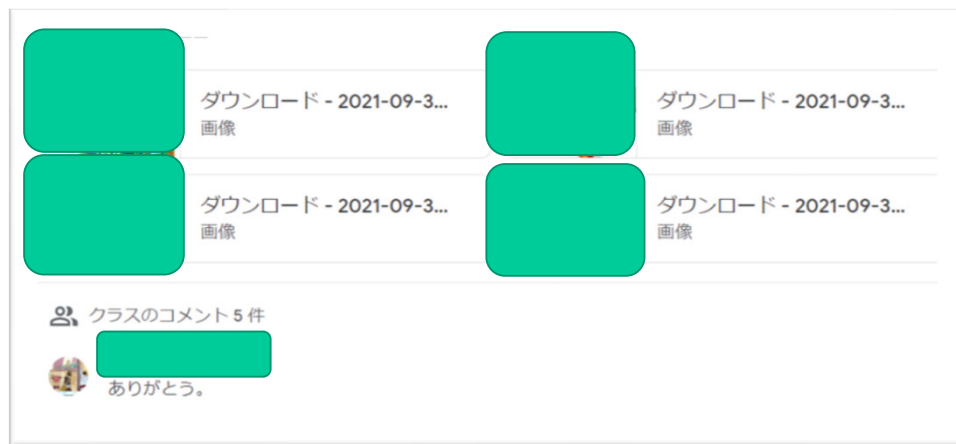 ダウンロード - 2021-09-3...
画像
ダウンロード - 2021-09-3...
画像
ダウンロード - 2021-09-3...
画像
ダウンロード - 2021-09-3...
画像
クラスのコメント 5 件
ありがとう。